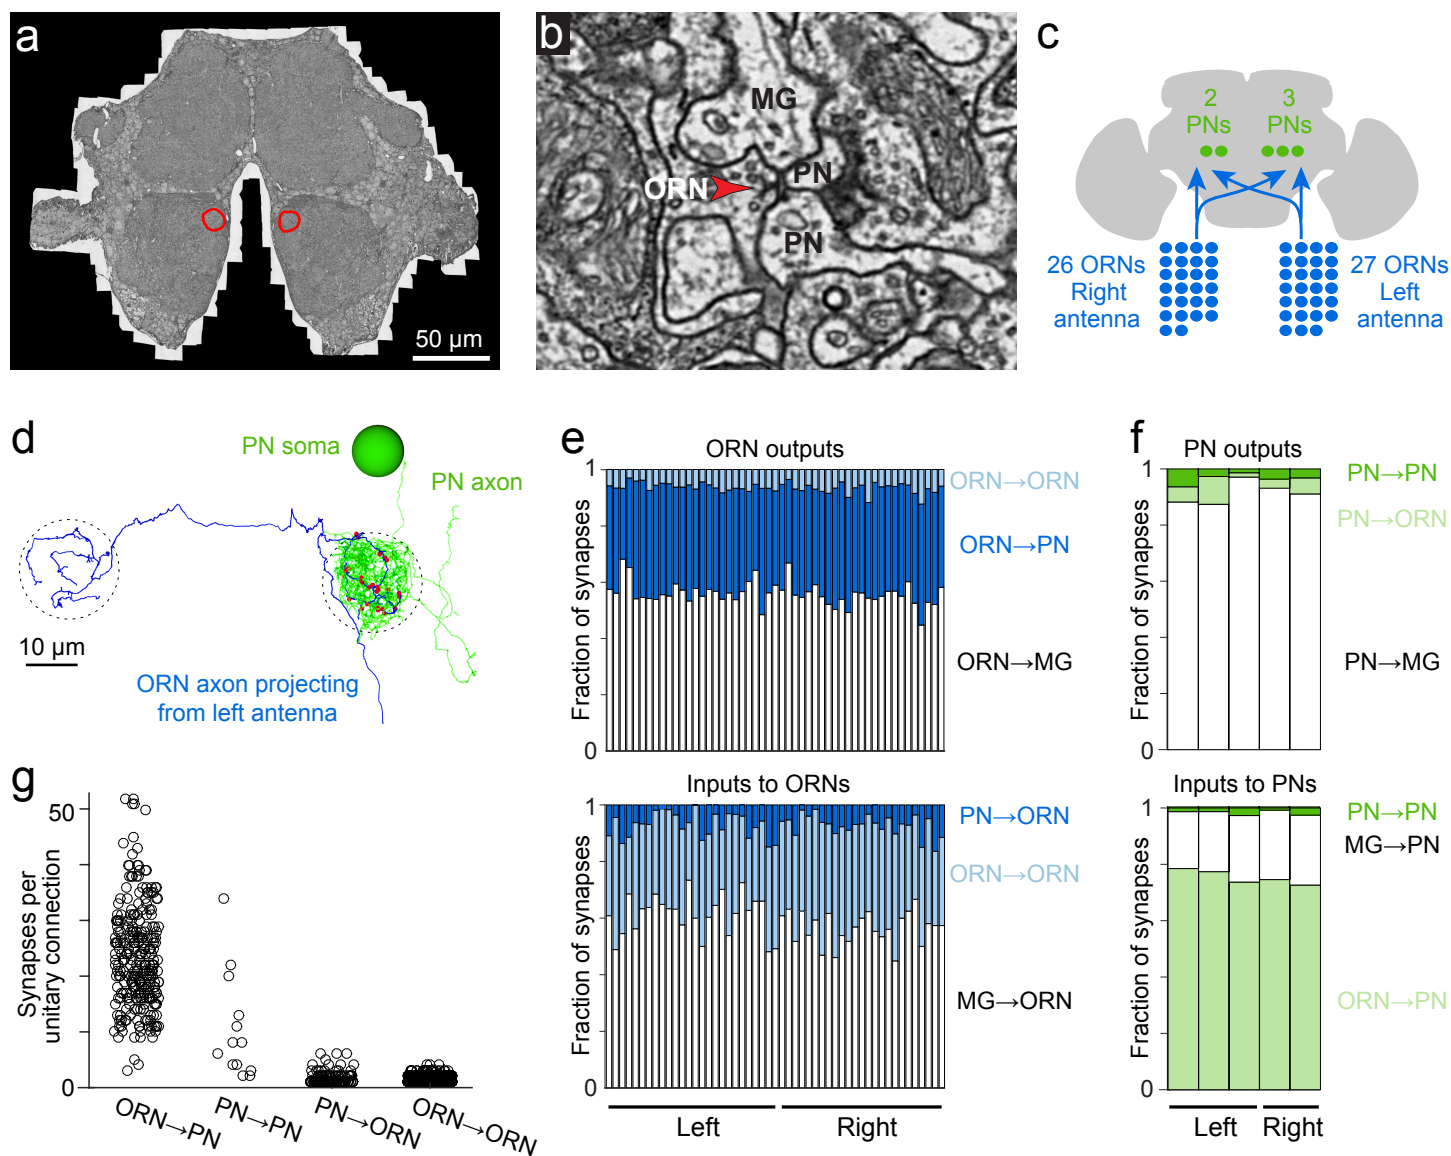 a
50 µm
b
MG
ORN
PN
PN
c
2
PNs
3
PNs
26 ORNs
Right
antenna
27 ORNs
Left
antenna
d
PN soma
PN axon
10 µm
ORN axon projecting
from left antenna
e
ORN outputs
1
Fraction of synapses
0
ORN→ORN
ORN→PN
ORN→MG
Inputs to ORNs
1
Fraction of synapses
0
PN→ORN
ORN→ORN
MG→ORN
Left
Right
f
PN outputs
1
Fraction of synapses
0
PN→PN
PN→ORN
PN→MG
Inputs to PNs
1
Fraction of synapses
0
PN→PN
MG→PN
ORN→PN
Left
Right
g
Synapses per
unitary connection
50
0
ORN→PN
PN→PN
PN→ORN
ORN→ORN